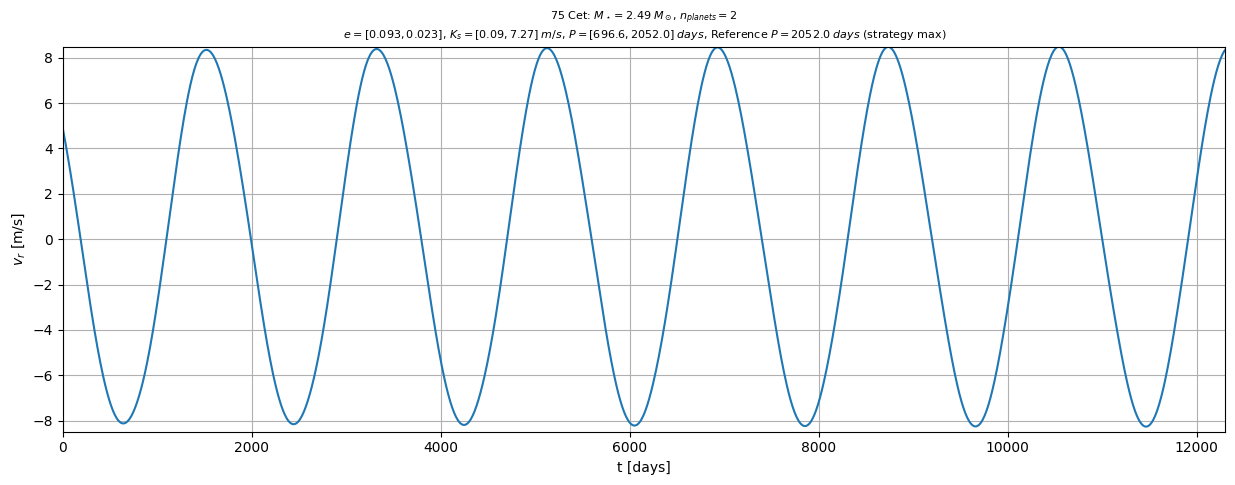 75 Cet: $M_\star = 2.49\ M_\odot$, $n_{planets} = 2$
$e = [0.093, 0.023]$, $K_s = [0.09, 7.27]\ m/s$, $P = [696.6, 2052.0]\ days$, Reference $P = 2052.0\ days$ (strategy max)
8
6
4
2
0
−2
−4
−6
−8
$v_r$ [m/s]
0 2000 4000 6000 8000 10000 12000
t [days]